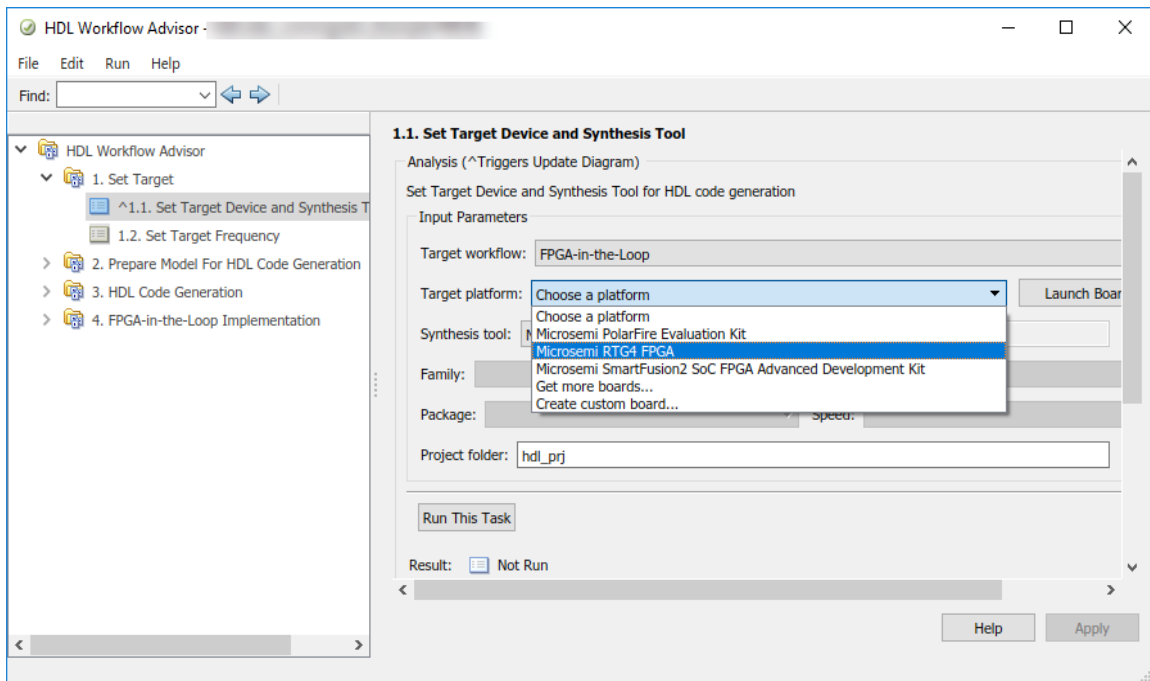 HDL Workflow Advisor -
File Edit Run Help
Find:
HDL Workflow Advisor
1. Set Target
^1.1. Set Target Device and Synthesis T
1.2. Set Target Frequency
2. Prepare Model For HDL Code Generation
3. HDL Code Generation
4. FPGA-in-the-Loop Implementation
1.1. Set Target Device and Synthesis Tool
Analysis (^Triggers Update Diagram)
Set Target Device and Synthesis Tool for HDL code generation
Input Parameters
Target workflow: FPGA-in-the-Loop
Target platform: Choose a platform Launch Boar
Choose a platform
Synthesis tool: Microsemi PolarFire Evaluation Kit
Microsemi RTG4 FPGA
Microsemi SmartFusion2 SoC FPGA Advanced Development Kit
Family:
Get more boards...
Create custom board...
Package: Speed:
Project folder: hdl_prj
Run This Task
Result: Not Run
Help Apply